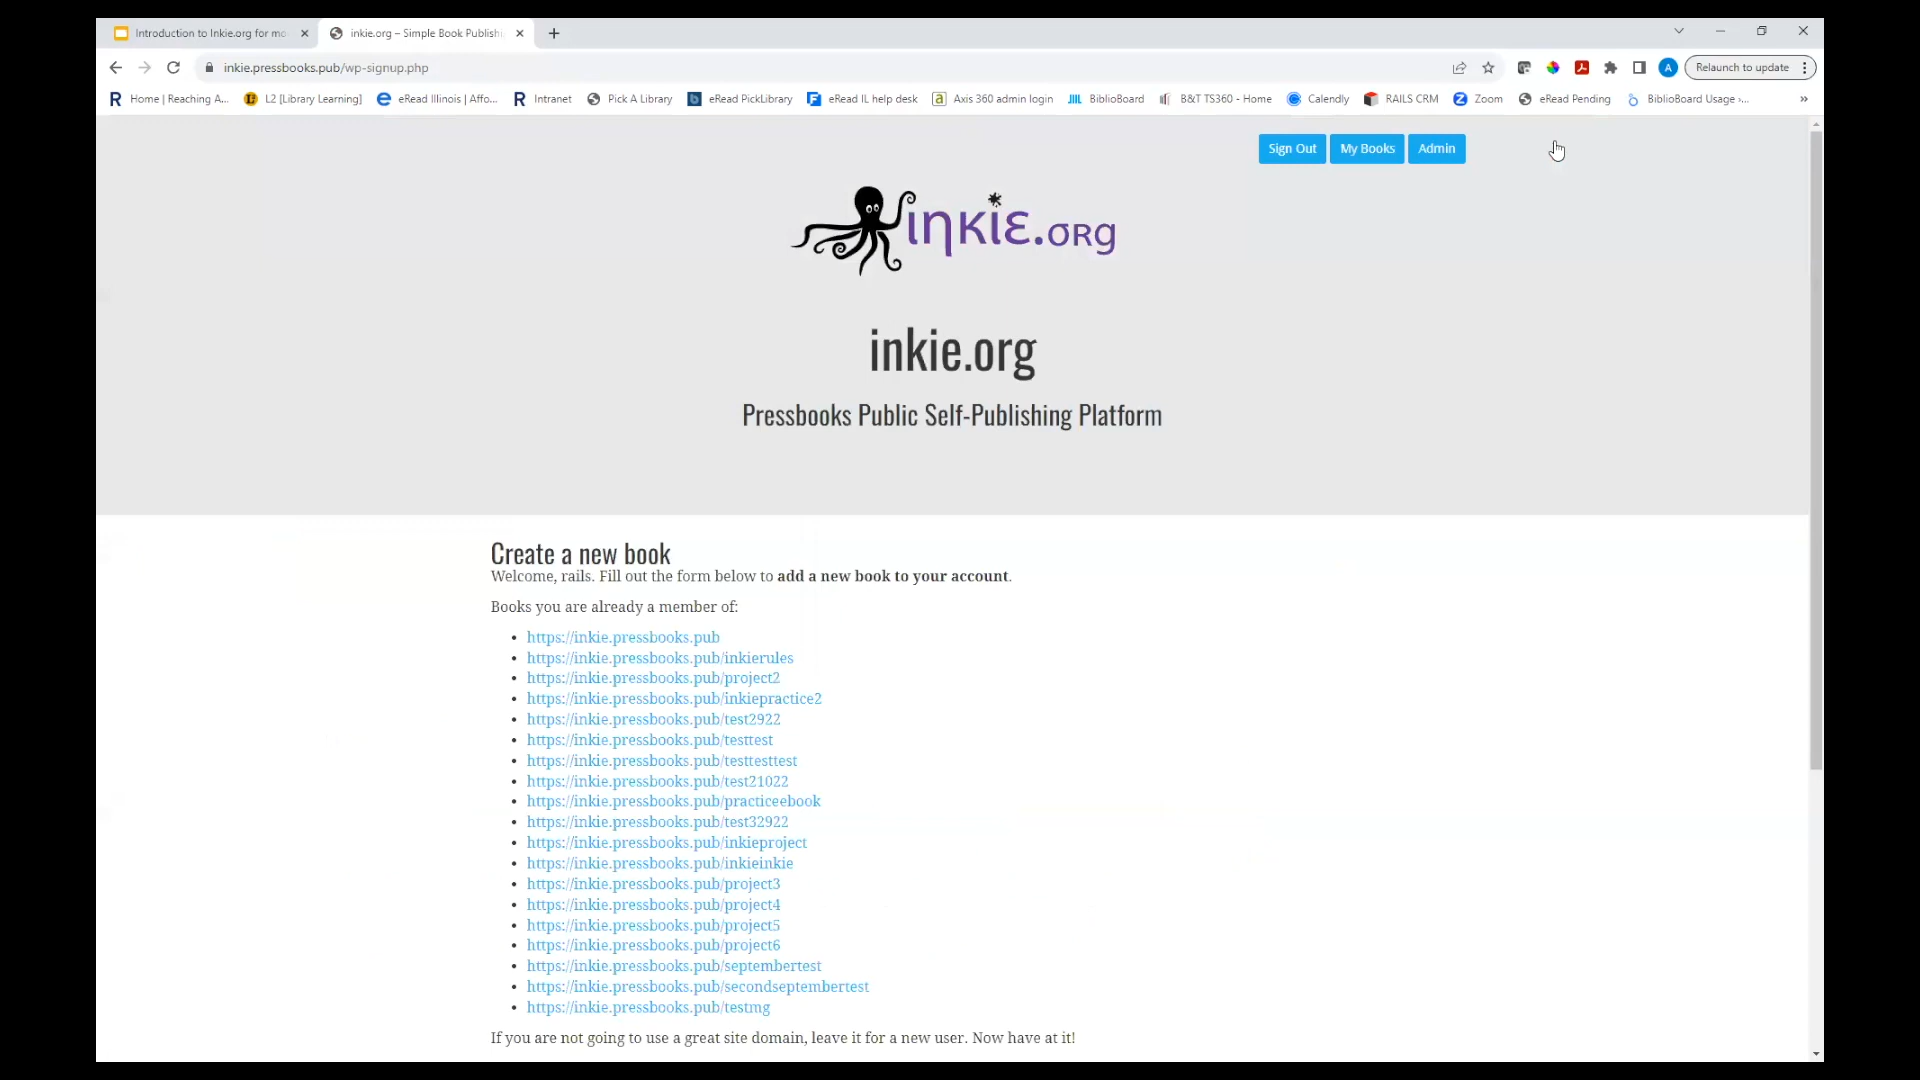 Introduction to Inkie.org for mo
inkie.org – Simple Book Publishi
inkie.pressbooks.pub/wp-signup.php
Relaunch to update
A
Home | Reaching A...
L2 [Library Learning]
eRead Illinois | Affo...
Intranet
Pick A Library
eRead PickLibrary
eRead IL help desk
Axis 360 admin login
BiblioBoard
B&T TS360 - Home
Calendly
RAILS CRM
Zoom
eRead Pending
BiblioBoard Usage ›...
»
Sign Out
My Books
Admin
inkie.org
inkie.org
Pressbooks Public Self-Publishing Platform
Create a new book
Welcome, rails. Fill out the form below to add a new book to your account.
Books you are already a member of:
• https://inkie.pressbooks.pub
• https://inkie.pressbooks.pub/inkierules
• https://inkie.pressbooks.pub/project2
• https://inkie.pressbooks.pub/inkiepractice2
• https://inkie.pressbooks.pub/test2922
• https://inkie.pressbooks.pub/testtest
• https://inkie.pressbooks.pub/testtesttest
• https://inkie.pressbooks.pub/test21022
• https://inkie.pressbooks.pub/practiceebook
• https://inkie.pressbooks.pub/test32922
• https://inkie.pressbooks.pub/inkieproject
• https://inkie.pressbooks.pub/inkieinkie
• https://inkie.pressbooks.pub/project3
• https://inkie.pressbooks.pub/project4
• https://inkie.pressbooks.pub/project5
• https://inkie.pressbooks.pub/project6
• https://inkie.pressbooks.pub/septembertest
• https://inkie.pressbooks.pub/secondseptembertest
• https://inkie.pressbooks.pub/testmg
If you are not going to use a great site domain, leave it for a new user. Now have at it!